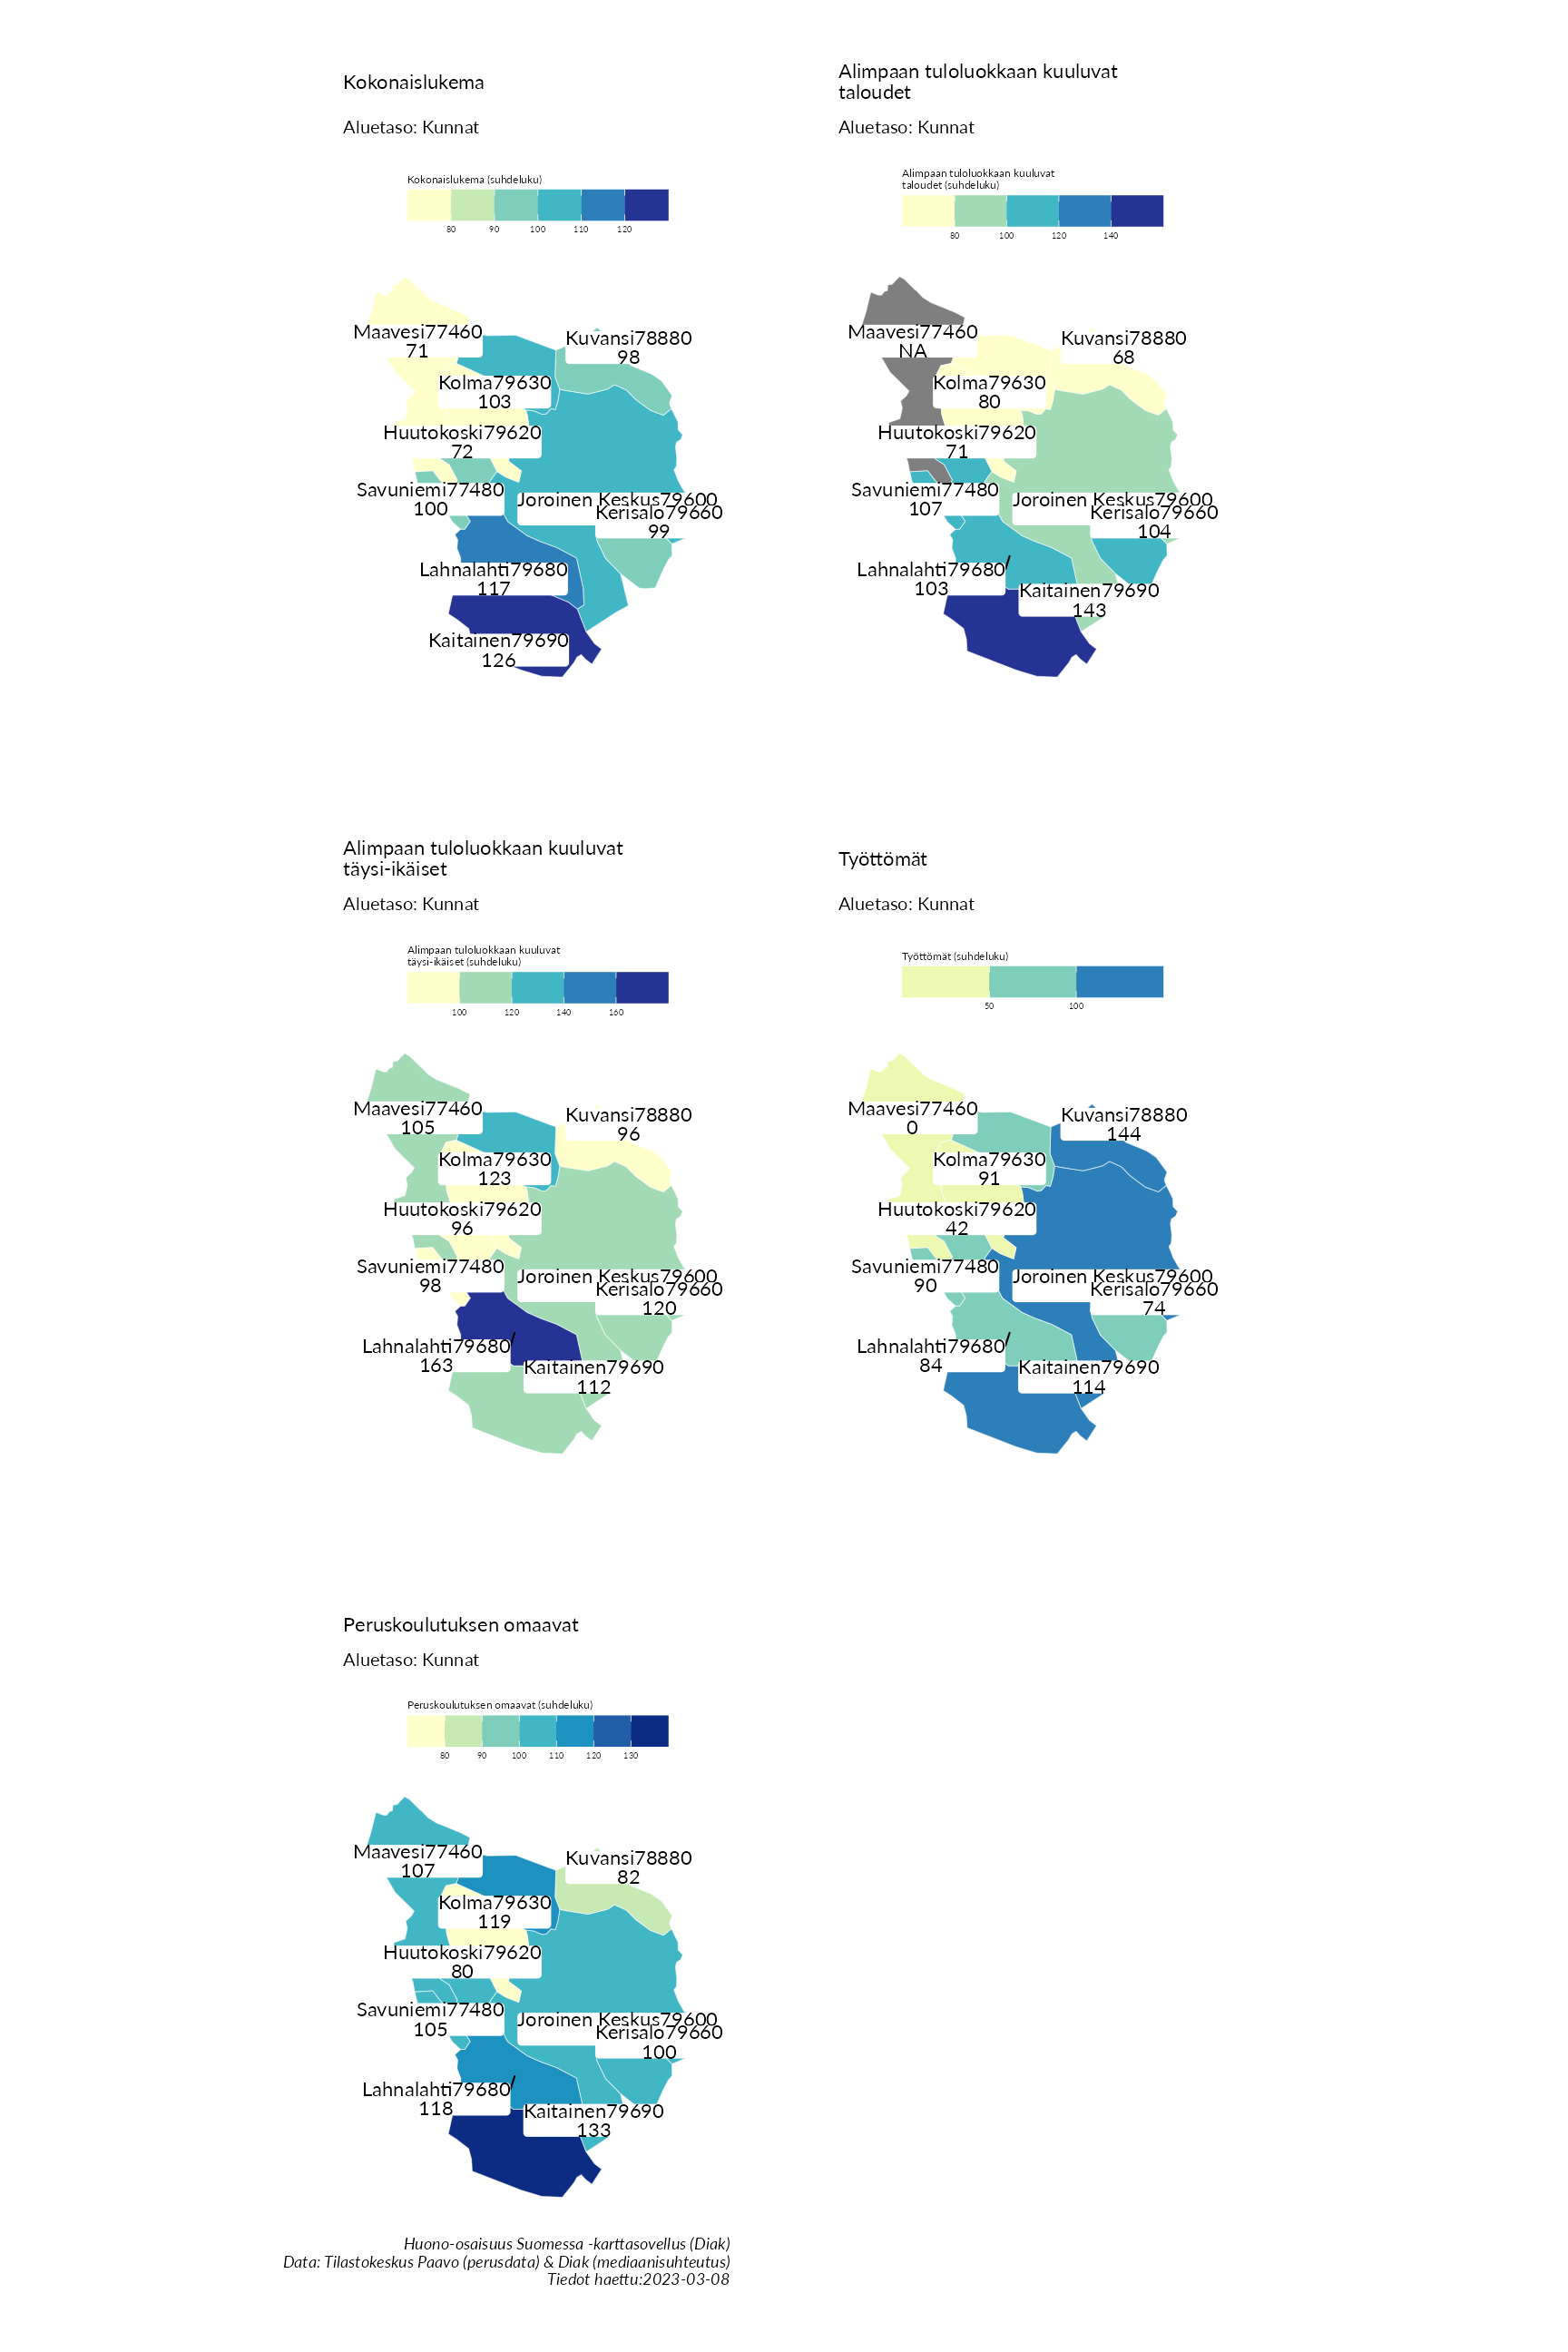 Kokonaislukema
Aluetaso: Kunnat
Kokonaislukema (suhdeluku)
80 90 100 110 120
Maavesi77460
71
Kuvansi78880
98
Kolma79630
103
Huutokoski79620
72
Savuniemi77480
100
Joroinen Keskus79600
Kerisalo79660
99
Lahnalahti79680
117
Kaitainen79690
126
Alimpaan tuloluokkaan kuuluvat
taloudet
Aluetaso: Kunnat
Alimpaan tuloluokkaan kuuluvat
taloudet (suhdeluku)
80 100 120 140
Maavesi77460
NA
Kuvansi78880
68
Kolma79630
80
Huutokoski79620
71
Savuniemi77480
107
Joroinen Keskus79600
Kerisalo79660
104
Lahnalahti79680
103
Kaitainen79690
143
Alimpaan tuloluokkaan kuuluvat
täysi-ikäiset
Aluetaso: Kunnat
Alimpaan tuloluokkaan kuuluvat
täysi-ikäiset (suhdeluku)
100 120 140 160
Maavesi77460
105
Kuvansi78880
96
Kolma79630
123
Huutokoski79620
96
Savuniemi77480
98
Joroinen Keskus79600
Kerisalo79660
120
Lahnalahti79680
163
Kaitainen79690
112
Työttömät
Aluetaso: Kunnat
Työttömät (suhdeluku)
50 100
Maavesi77460
0
Kuvansi78880
144
Kolma79630
91
Huutokoski79620
42
Savuniemi77480
90
Joroinen Keskus79600
Kerisalo79660
74
Lahnalahti79680
84
Kaitainen79690
114
Peruskoulutuksen omaavat
Aluetaso: Kunnat
Peruskoulutuksen omaavat (suhdeluku)
80 90 100 110 120 130
Maavesi77460
107
Kuvansi78880
82
Kolma79630
119
Huutokoski79620
80
Savuniemi77480
105
Joroinen Keskus79600
Kerisalo79660
100
Lahnalahti79680
118
Kaitainen79690
133
Huono-osaisuus Suomessa -karttasovellus (Diak)
Data: Tilastokeskus Paavo (perusdata) & Diak (mediaanisuhteutus)
Tiedot haettu:2023-03-08